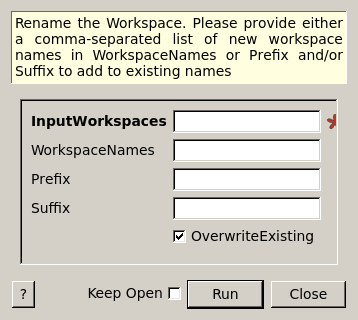 Rename the Workspace. Please provide either
a comma-separated list of new workspace
names in WorkspaceNames or Prefix and/or
Suffix to add to existing names
InputWorkspaces *
WorkspaceNames
Prefix
Suffix
OverwriteExisting
? Keep Open Run Close